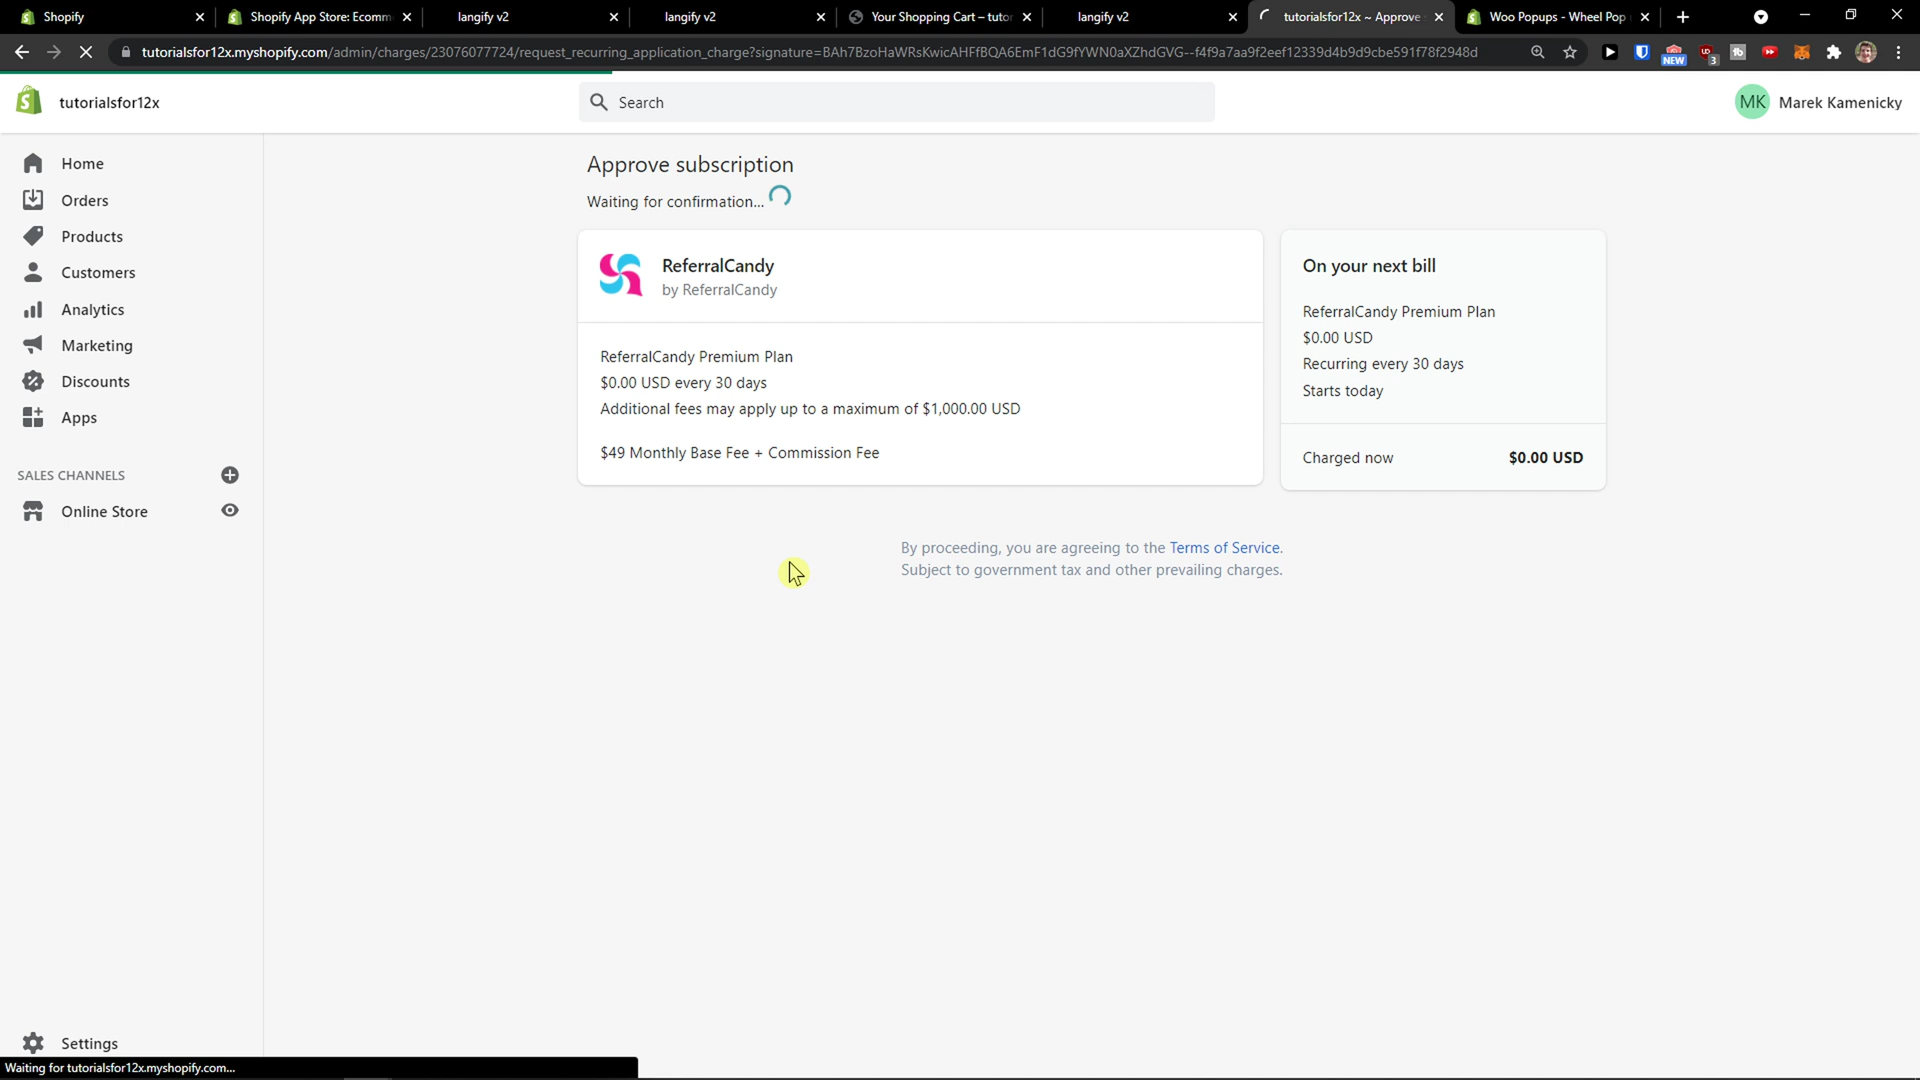 Shopify
Shopify App Store: Ecomm
langify v2
langify v2
Your Shopping Cart – tutor
langify v2
tutorialsfor12x ~ Approve
Woo Popups - Wheel Pop
tutorialsfor12x.myshopify.com/admin/charges/23076077724/request_recurring_application_charge?signature=BAh7BzoHaWRsKwicAHFfBQA6EmF1dG9fYWN0aXZhdGVG--f4f9a7aa9f2eef12339d4b9d9cbe591f78f2948d
NEW
3
tutorialsfor12x
Search
MK Marek Kamenicky
Home
Orders
Products
Customers
Analytics
Marketing
Discounts
Apps
SALES CHANNELS
Online Store
Settings
Approve subscription
Waiting for confirmation...
ReferralCandy
by ReferralCandy
ReferralCandy Premium Plan
$0.00 USD every 30 days
Additional fees may apply up to a maximum of $1,000.00 USD
$49 Monthly Base Fee + Commission Fee
On your next bill
ReferralCandy Premium Plan
$0.00 USD
Recurring every 30 days
Starts today
Charged now $0.00 USD
By proceeding, you are agreeing to the Terms of Service.
Subject to government tax and other prevailing charges.
Waiting for tutorialsfor12x.myshopify.com...